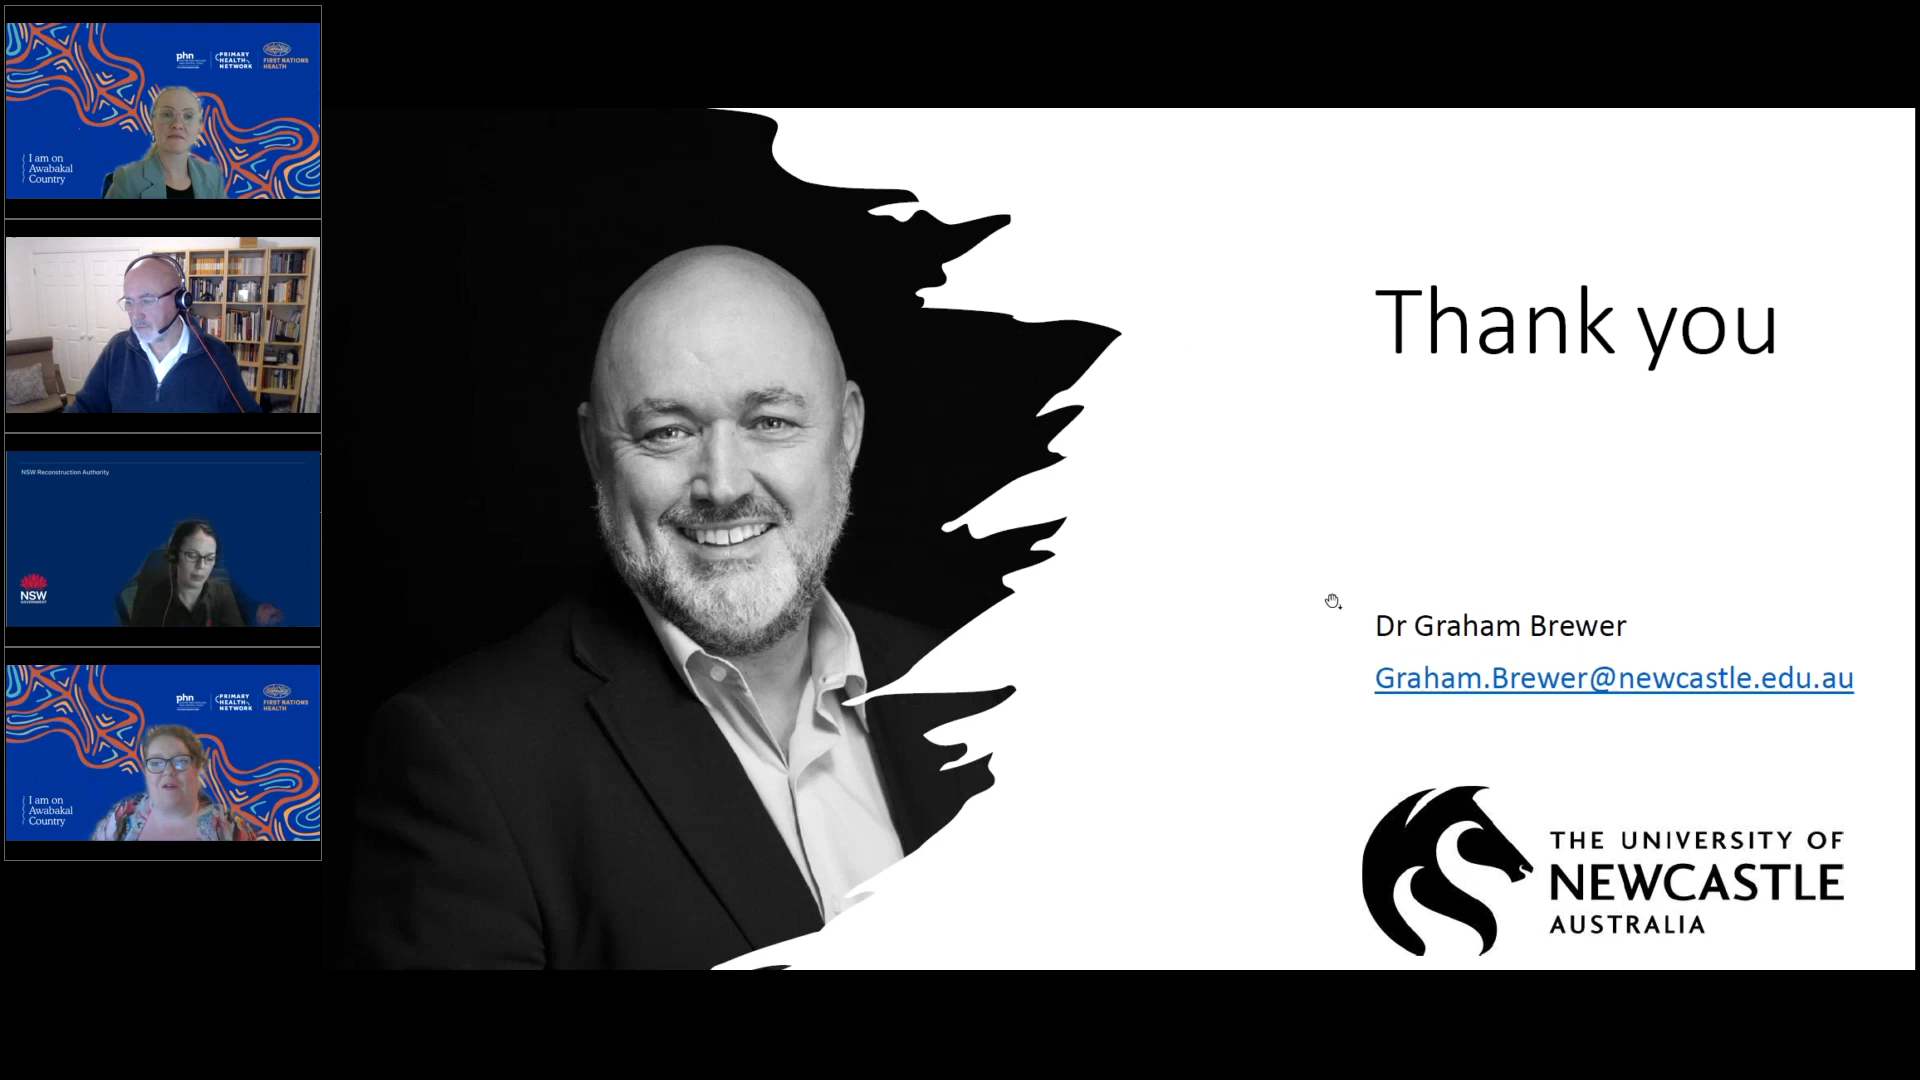 phn
PRIMARY
HEALTH
NETWORK
FIRST NATIONS
HEALTH
I am on
Awabakal
Country
NSW Reconstruction Authority
NSW
GOVERNMENT
phn
PRIMARY
HEALTH
NETWORK
FIRST NATIONS
HEALTH
I am on
Awabakal
Country
Thank you
Dr Graham Brewer
Graham.Brewer@newcastle.edu.au
THE UNIVERSITY OF
NEWCASTLE
AUSTRALIA